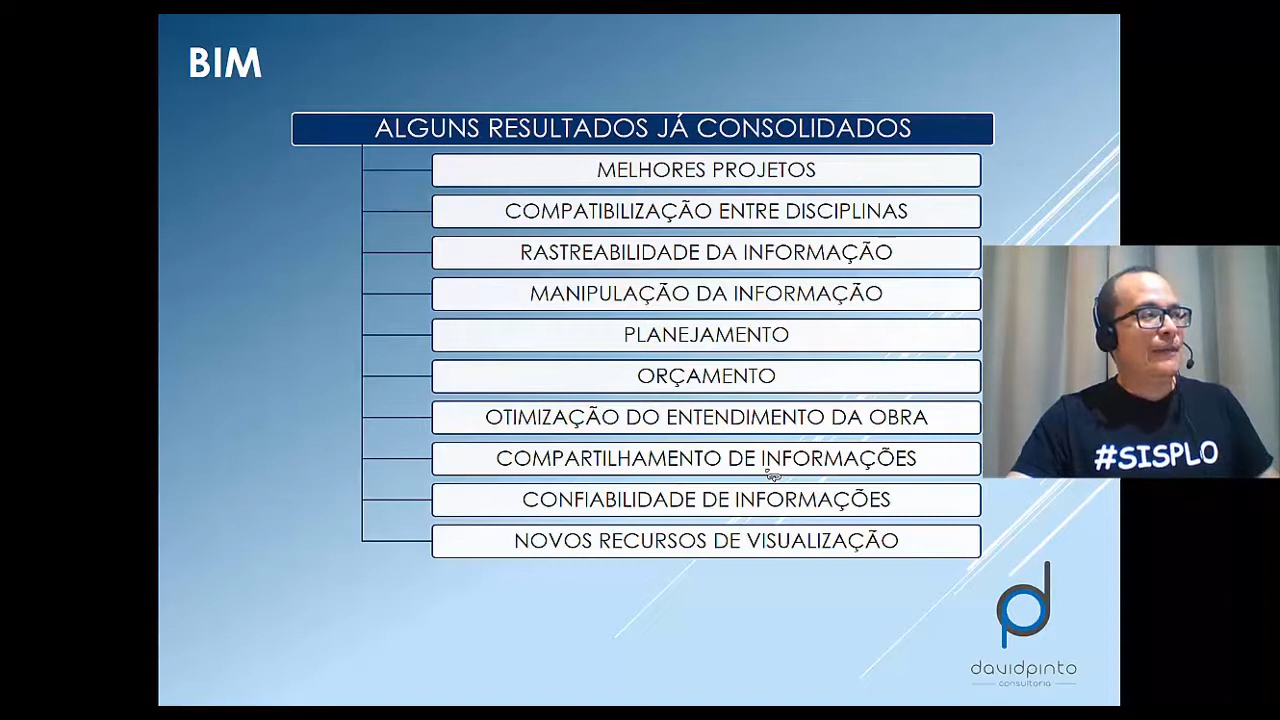 BIM
ALGUNS RESULTADOS JÁ CONSOLIDADOS
MELHORES PROJETOS
COMPATIBILIZAÇÃO ENTRE DISCIPLINAS
RASTREABILIDADE DA INFORMAÇÃO
MANIPULAÇÃO DA INFORMAÇÃO
PLANEJAMENTO
ORÇAMENTO
OTIMIZAÇÃO DO ENTENDIMENTO DA OBRA
COMPARTILHAMENTO DE INFORMAÇÕES
CONFIABILIDADE DE INFORMAÇÕES
NOVOS RECURSOS DE VISUALIZAÇÃO
#SISPLO
davidpinto
consultoria